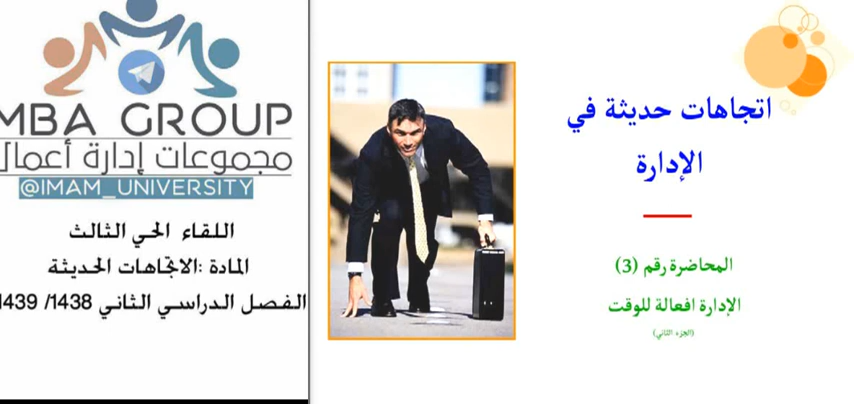 MBA GROUP
مجموعات إدارة أعمال
@IMAM_UNIVERSITY
اللقاء الحي الثالث
المادة :الاتجاهات الحديثة
الفصل الدراسي الثاني 1438/ 1439
اتجاهات حديثة في
الإدارة
المحاضرة رقم (3)
الإدارة افعالة للوقت
(الجزء الثاني)